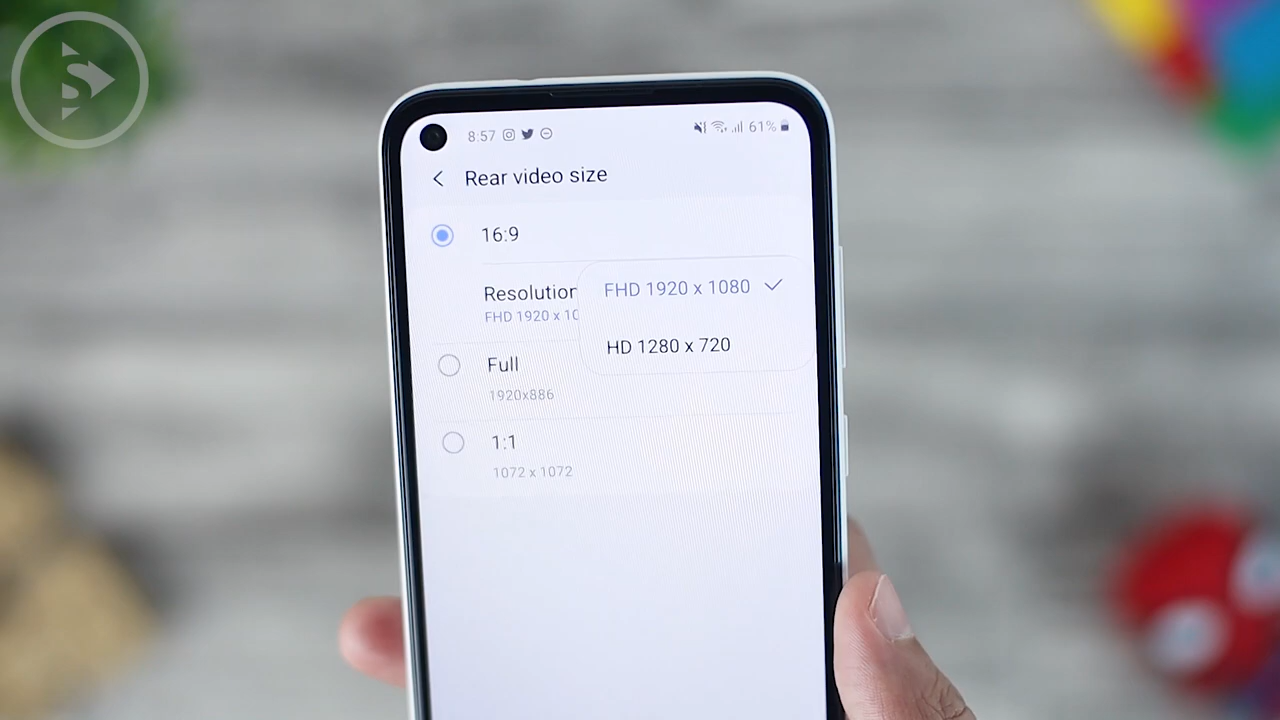 8:57 61%
Rear video size
16:9
FHD 1920 x 1080
Resolution
FHD 1920 x 10
HD 1280 x 720
Full
1920x886
1:1
1072 x 1072